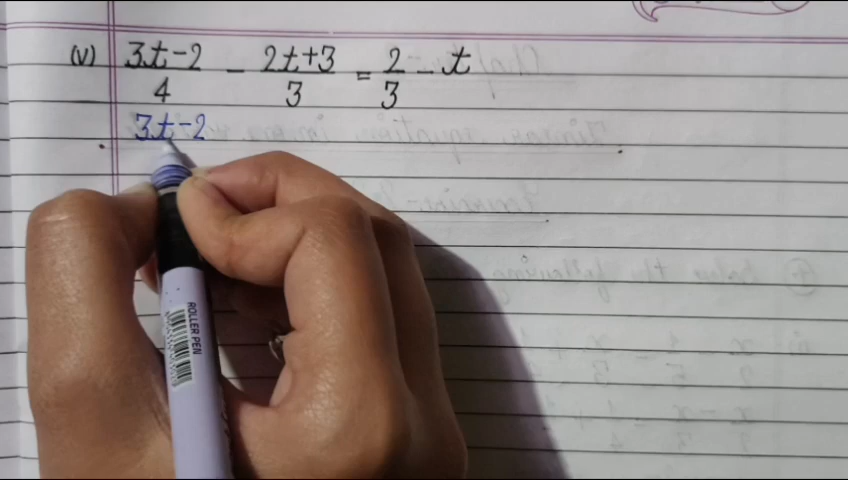 (v) 3t-2/4 - 2t+3/3 = 2/3 - t
3t-2
ROLLER PEN